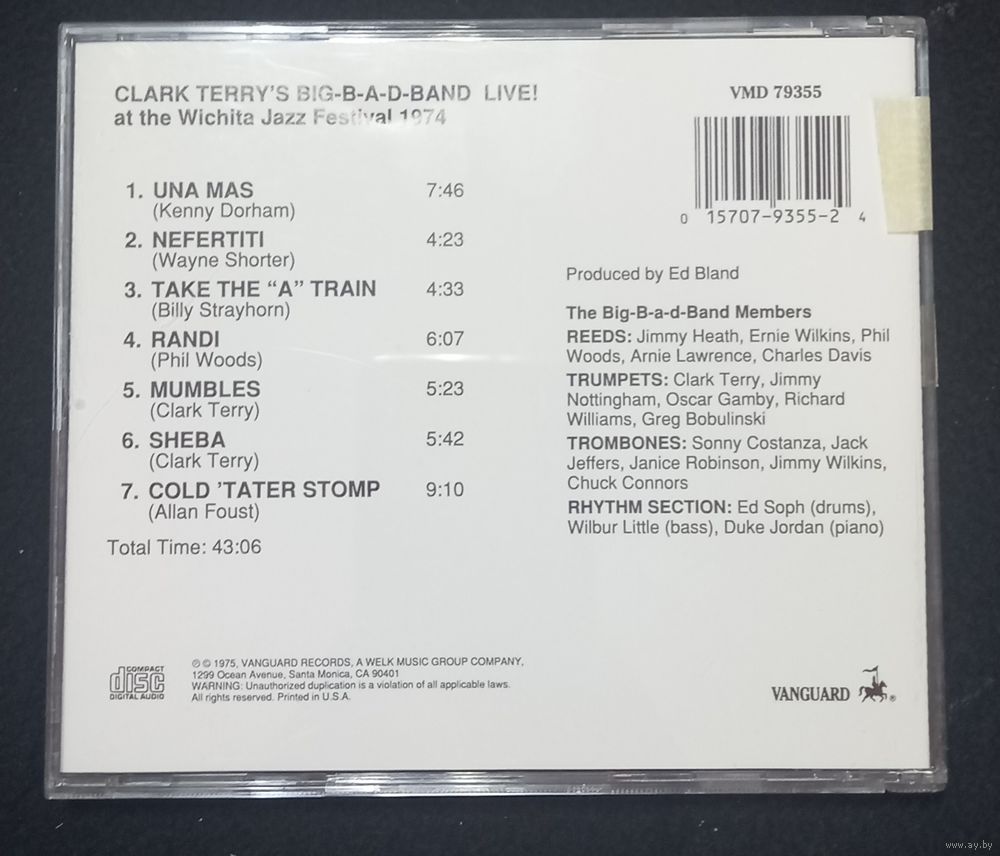 CLARK TERRY'S BIG-B-A-D-BAND LIVE!
at the Wichita Jazz Festival 1974
1. UNA MAS 7:46
(Kenny Dorham)
2. NEFERTITI 4:23
(Wayne Shorter)
3. TAKE THE “A” TRAIN 4:33
(Billy Strayhorn)
4. RANDI 6:07
(Phil Woods)
5. MUMBLES 5:23
(Clark Terry)
6. SHEBA 5:42
(Clark Terry)
7. COLD 'TATER STOMP 9:10
(Allan Foust)
Total Time: 43:06
VMD 79355
0 15707-9355-2 4
Produced by Ed Bland
The Big-B-a-d-Band Members
REEDS: Jimmy Heath, Ernie Wilkins, Phil
Woods, Arnie Lawrence, Charles Davis
TRUMPETS: Clark Terry, Jimmy
Nottingham, Oscar Gamby, Richard
Williams, Greg Bobulinski
TROMBONES: Sonny Costanza, Jack
Jeffers, Janice Robinson, Jimmy Wilkins,
Chuck Connors
RHYTHM SECTION: Ed Soph (drums),
Wilbur Little (bass), Duke Jordan (piano)
COMPACT
disc
DIGITAL AUDIO
℗ © 1975, VANGUARD RECORDS, A WELK MUSIC GROUP COMPANY,
1299 Ocean Avenue, Santa Monica, CA 90401
WARNING: Unauthorized duplication is a violation of all applicable laws.
All rights reserved. Printed in U.S.A.
VANGUARD ®
www.ay.by